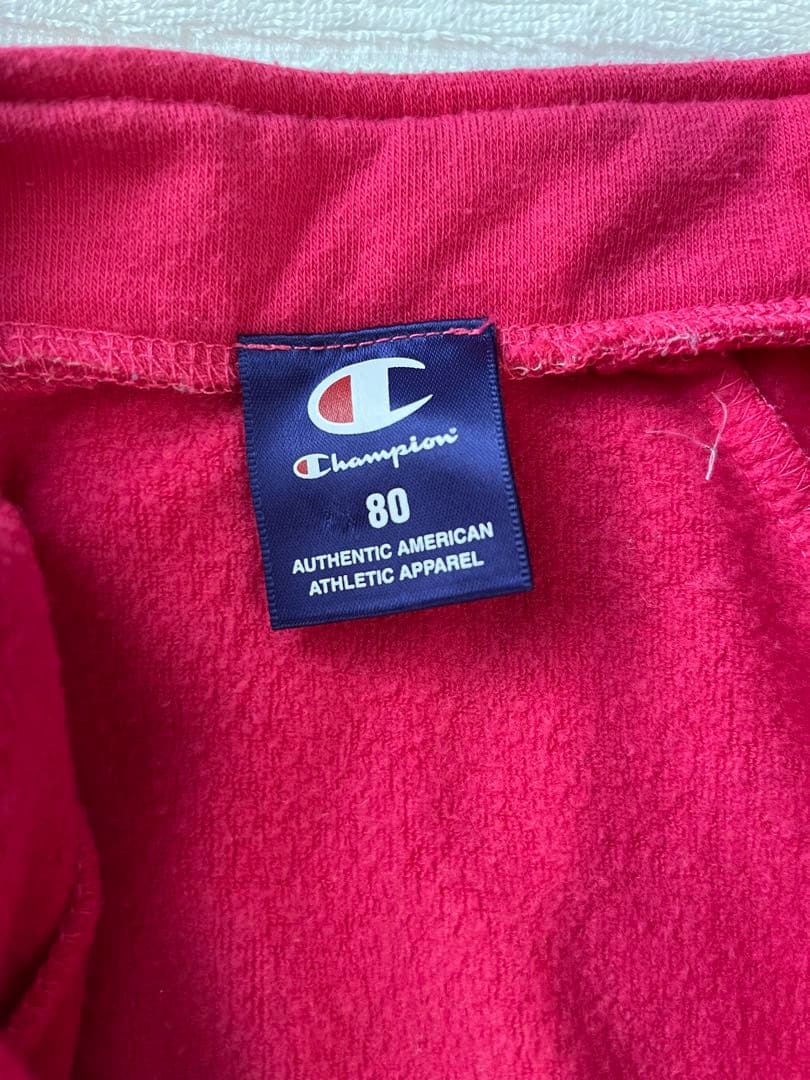 Champion
80
AUTHENTIC AMERICAN
ATHLETIC APPAREL